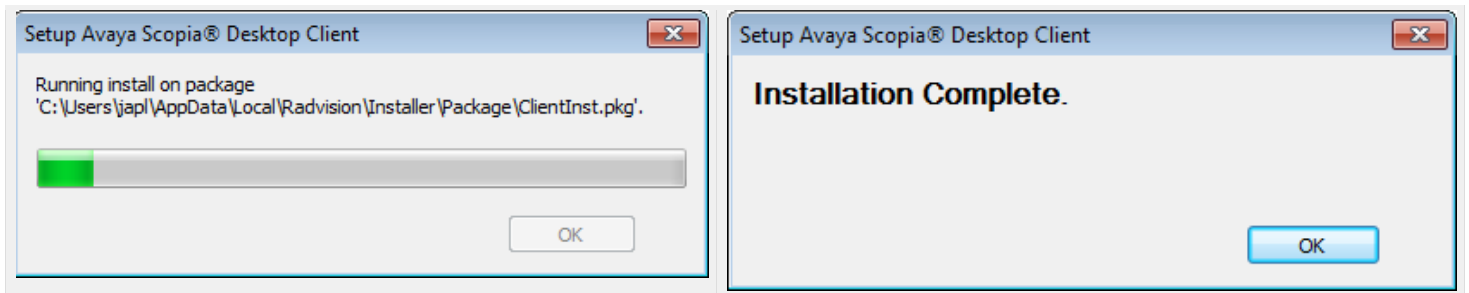 Setup Avaya Scopia® Desktop Client
Running install on package
'C:\Users\japl\AppData\Local\Radvision\Installer\Package\ClientInst.pkg'.
OK
Setup Avaya Scopia® Desktop Client
Installation Complete.
OK